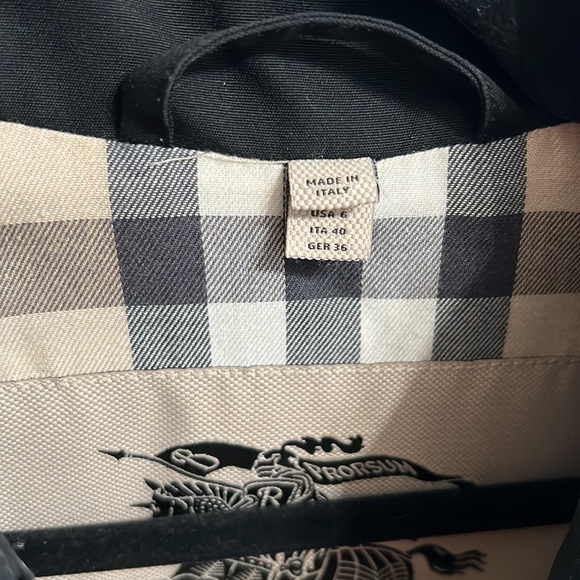 MADE IN
ITALY
USA 6
ITA 40
GER 36
B PRORSUM
R